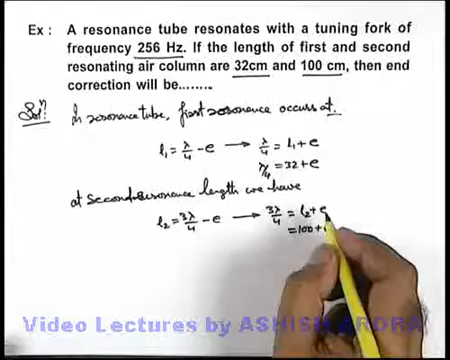 Ex : A resonance tube resonates with a tuning fork of
frequency 256 Hz. If the length of first and second
resonating air column are 32cm and 100 cm, then end
correction will be........
Solⁿ: In resonance tube, first resonance occurs at
l₁ = λ/4 - e → λ/4 = l₁ + e
λ/4 = 32 + e
at second resonance length we have
l₂ = 3λ/4 - e → 3λ/4 = l₂ + e
= 100 +
Video Lectures by ASHISH ARORA